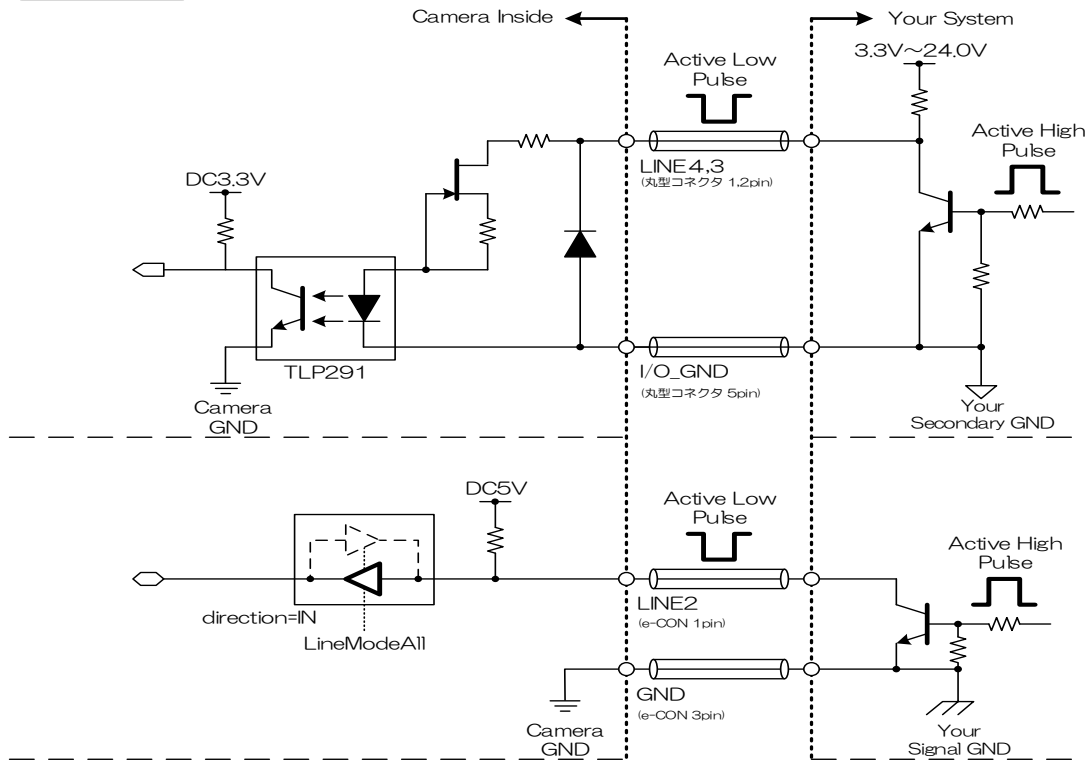 Camera Inside
Your System
Active Low
Pulse
3.3V～24.0V
Active High
Pulse
DC3.3V
LINE4,3
(丸型コネクタ 1,2pin)
TLP291
I/O_GND
(丸型コネクタ 5pin)
Camera
GND
Your
Secondary GND
DC5V
Active Low
Pulse
Active High
Pulse
direction=IN
LineModeAll
LINE2
(e-CON 1pin)
GND
(e-CON 3pin)
Camera
GND
Your
Signal GND